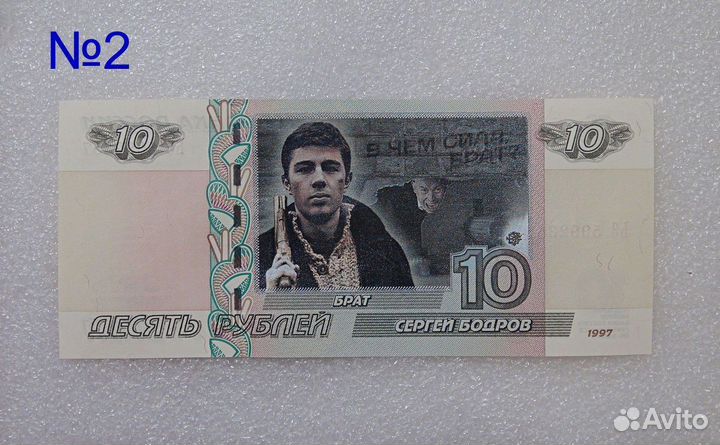 №2
10
10
В ЧЕМ СИЛА,
БРАТ?
10
БРАТ
ДЕСЯТЬ РУБЛЕЙ
СЕРГЕЙ БОДРОВ
1997
Avito